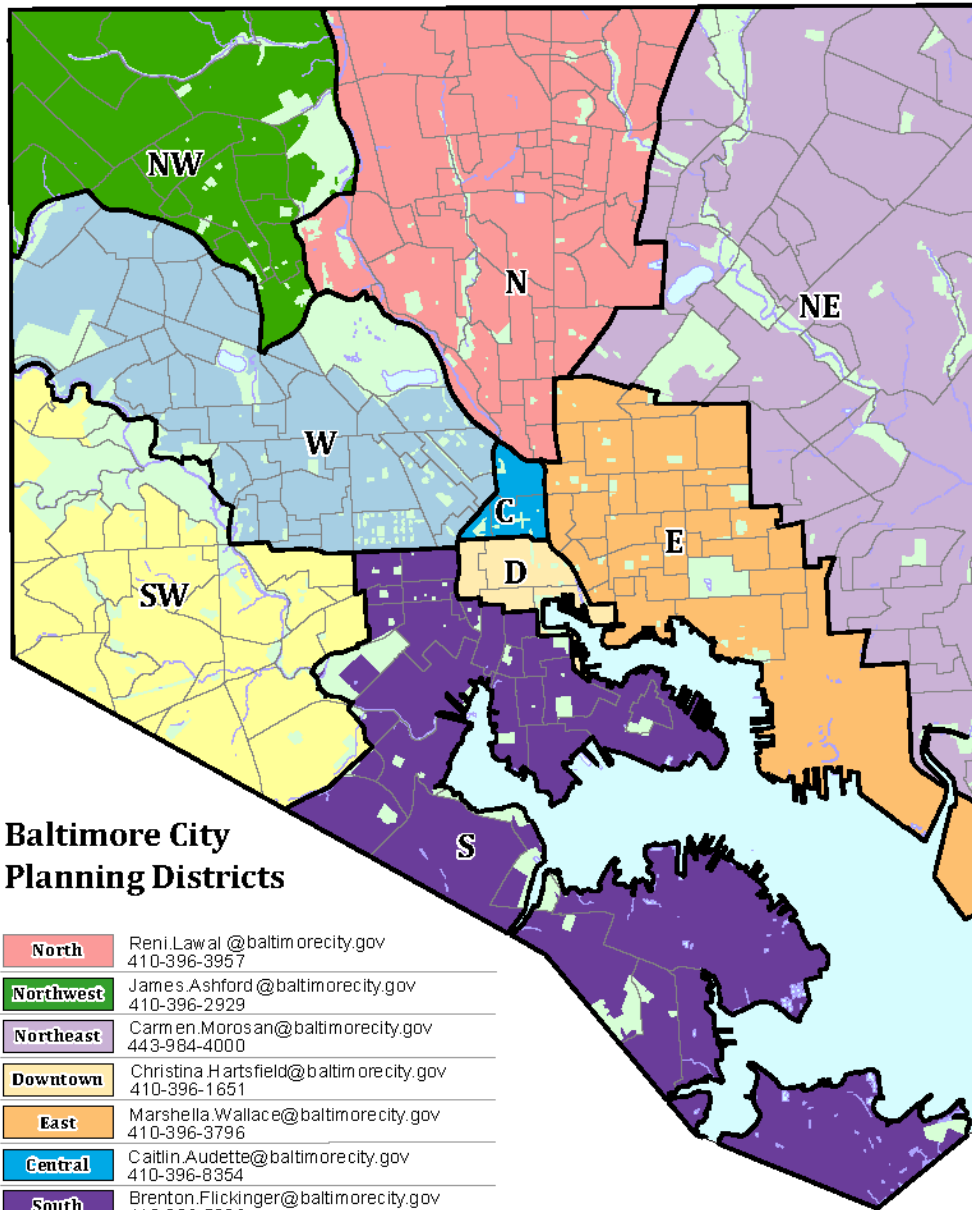 NW
N
NE
W
C
E
D
SW
S
Baltimore City
Planning Districts
North
Reni.Lawal @baltimorecity.gov
410-396-3957
Northwest
James.Ashford @baltimorecity.gov
410-396-2929
Northeast
Carmen.Morosan@baltimorecity.gov
443-984-4000
Downtown
Christina.Hartsfield@baltimorecity.gov
410-396-1651
East
Marshella.Wallace@baltimorecity.gov
410-396-3796
Central
Caitlin.Audette@baltimorecity.gov
410-396-8354
South
Brenton.Flickinger@baltimorecity.gov